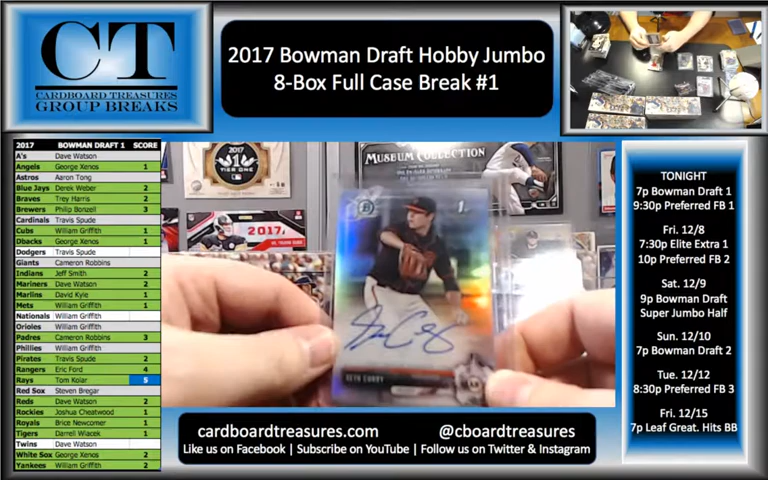 CT
CARDBOARD TREASURES
GROUP BREAKS
2017 Bowman Draft Hobby Jumbo
8-Box Full Case Break #1
2017 BOWMAN DRAFT 1 SCORE
A's Dave Watson
Angels George Xenos 1
Astros Aaron Tong
Blue Jays Derek Weber 2
Braves Trey Harris 2
Brewers Philip Bonzell 3
Cardinals Travis Spude
Cubs William Griffith 1
Dbacks George Xenos 1
Dodgers Travis Spude
Giants Cameron Robbins
Indians Jeff Smith 2
Mariners Dave Watson 2
Marlins David Kyle 1
Mets William Griffith 1
Nationals William Griffith
Orioles William Griffith
Padres Cameron Robbins 3
Phillies William Griffith
Pirates Travis Spude 2
Rangers Eric Ford 4
Rays Tom Kolar 5
Red Sox Steven Bregar
Reds Dave Watson 2
Rockies Joshua Cheatwood 1
Royals Brice Newcomer 1
Tigers Darrell Wiacek 1
Twins Dave Watson
White Sox George Xenos 2
Yankees William Griffith 2
2017
TIER ONE
MUSEUM COLLECTION
2017
1st
SETH CORRY
TONIGHT
7p Bowman Draft 1
9:30p Preferred FB 1
Fri. 12/8
7:30p Elite Extra 1
10p Preferred FB 2
Sat. 12/9
9p Bowman Draft
Super Jumbo Half
Sun. 12/10
7p Bowman Draft 2
Tue. 12/12
8:30p Preferred FB 3
Fri. 12/15
7p Leaf Great. Hits BB
cardboardtreasures.com @cboardtreasures
Like us on Facebook | Subscribe on YouTube | Follow us on Twitter & Instagram